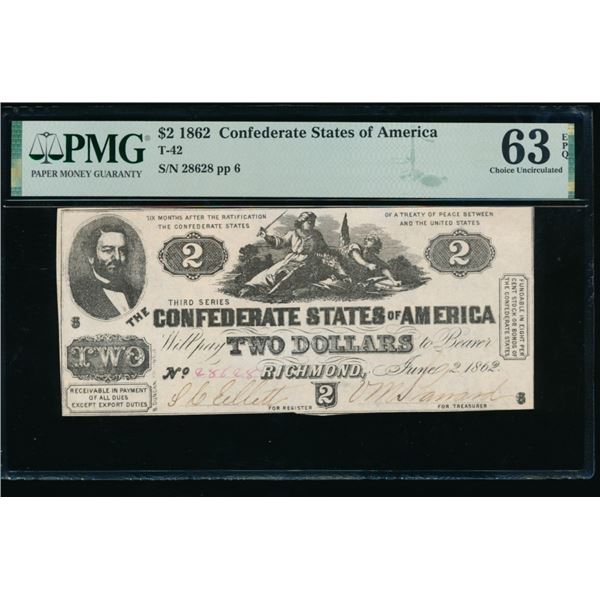 $2 1862 Confederate States of America
T-42
S/N 28628 pp 6
PMG
PAPER MONEY GUARANTY
63 EPQ
Choice Uncirculated
SIX MONTHS AFTER THE RATIFICATION OF A TREATY OF PEACE BETWEEN
THE CONFEDERATE STATES AND THE UNITED STATES
2 2
THIRD SERIES
THE CONFEDERATE STATES OF AMERICA
Will pay TWO DOLLARS to Bearer
No 28628 RICHMOND, June 2 1862
6
TWO
RECEIVABLE IN PAYMENT
OF ALL DUES
EXCEPT EXPORT DUTIES
B. DUNCAN
FUNDABLE IN EIGHT PER
CENT STOCK OR BONDS OF
THE CONFEDERATE STATES.
2
FOR REGISTER FOR TREASURER
6